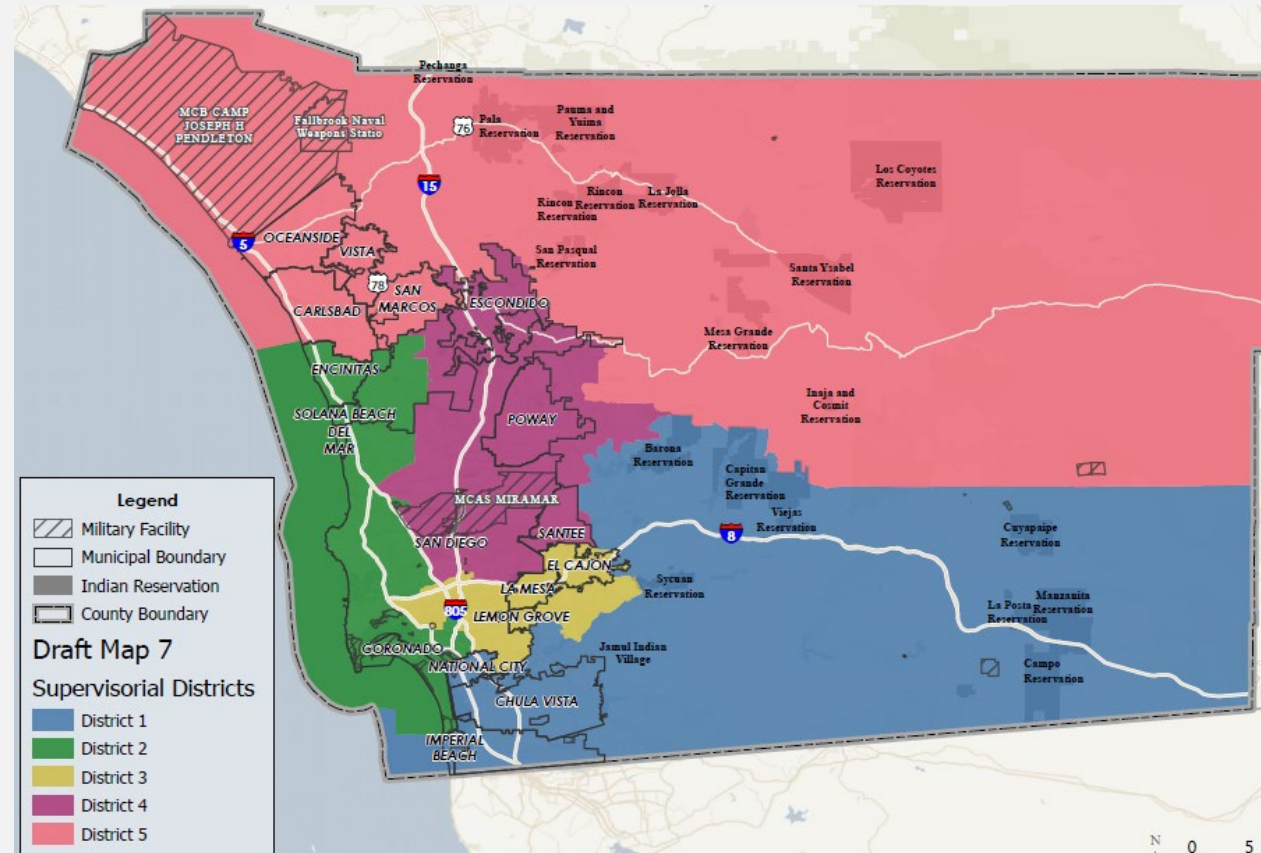 Pechanga
Reservation
MCB CAMP
JOSEPH H
PENDLETON
Fallbrook Naval
Weapons Statio
76
Pala
Reservation
Pauma and
Yuima
Reservation
Los Coyotes
Reservation
15
Rincon
Reservation
Rincon
Reservation
La Jolla
Reservation
5
OCEANSIDE
VISTA
San Pasqual
Reservation
Santa Ysabel
Reservation
78
SAN
MARCOS
CARLSBAD
ESCONDIDO
Mesa Grande
Reservation
ENCINITAS
Inaja and
Cosmit
Reservation
SOLANA BEACH
DEL
MAR
POWAY
Barona
Reservation
Capitan
Grande
Reservation
Viejas
Reservation
MCAS MIRAMAR
SAN DIEGO
SANTEE
8
Cuyapaipe
Reservation
EL CAJON
LA MESA
Sycuan
Reservation
805
LEMON GROVE
La Posta
Reservation
Manzanita
Reservation
CORONADO
NATIONAL CITY
Jamul Indian
Village
Campo
Reservation
CHULA VISTA
IMPERIAL
BEACH
Legend
Military Facility
Municipal Boundary
Indian Reservation
County Boundary
Draft Map 7
Supervisorial Districts
District 1
District 2
District 3
District 4
District 5
N
0 5